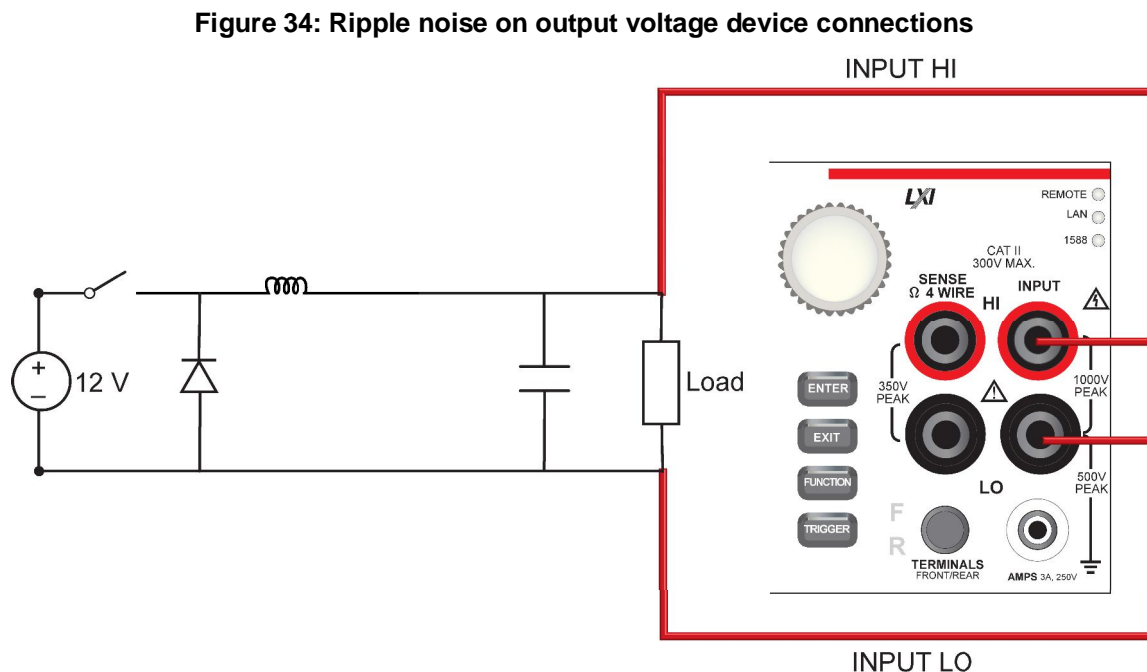 Figure 34: Ripple noise on output voltage device connections
INPUT HI
LXI
REMOTE
LAN
1588
CAT II
300V MAX.
SENSE
Ω 4 WIRE
HI
INPUT
+
12 V
−
Load
ENTER
350V
PEAK
1000V
PEAK
EXIT
FUNCTION
LO
500V
PEAK
TRIGGER
F
R
TERMINALS
FRONT/REAR
AMPS 3A, 250V
INPUT LO